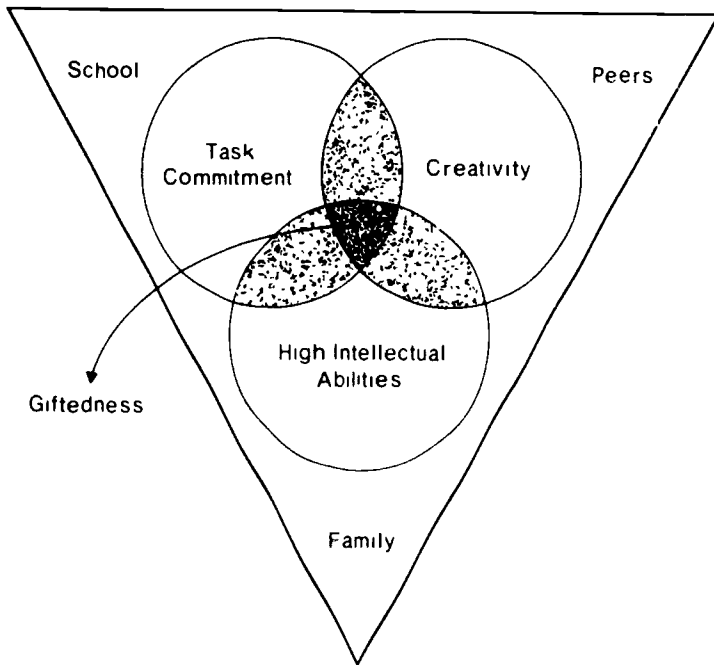 School
Peers
Task
Commitment
Creativity
High Intellectual
Abilities
Giftedness
Family